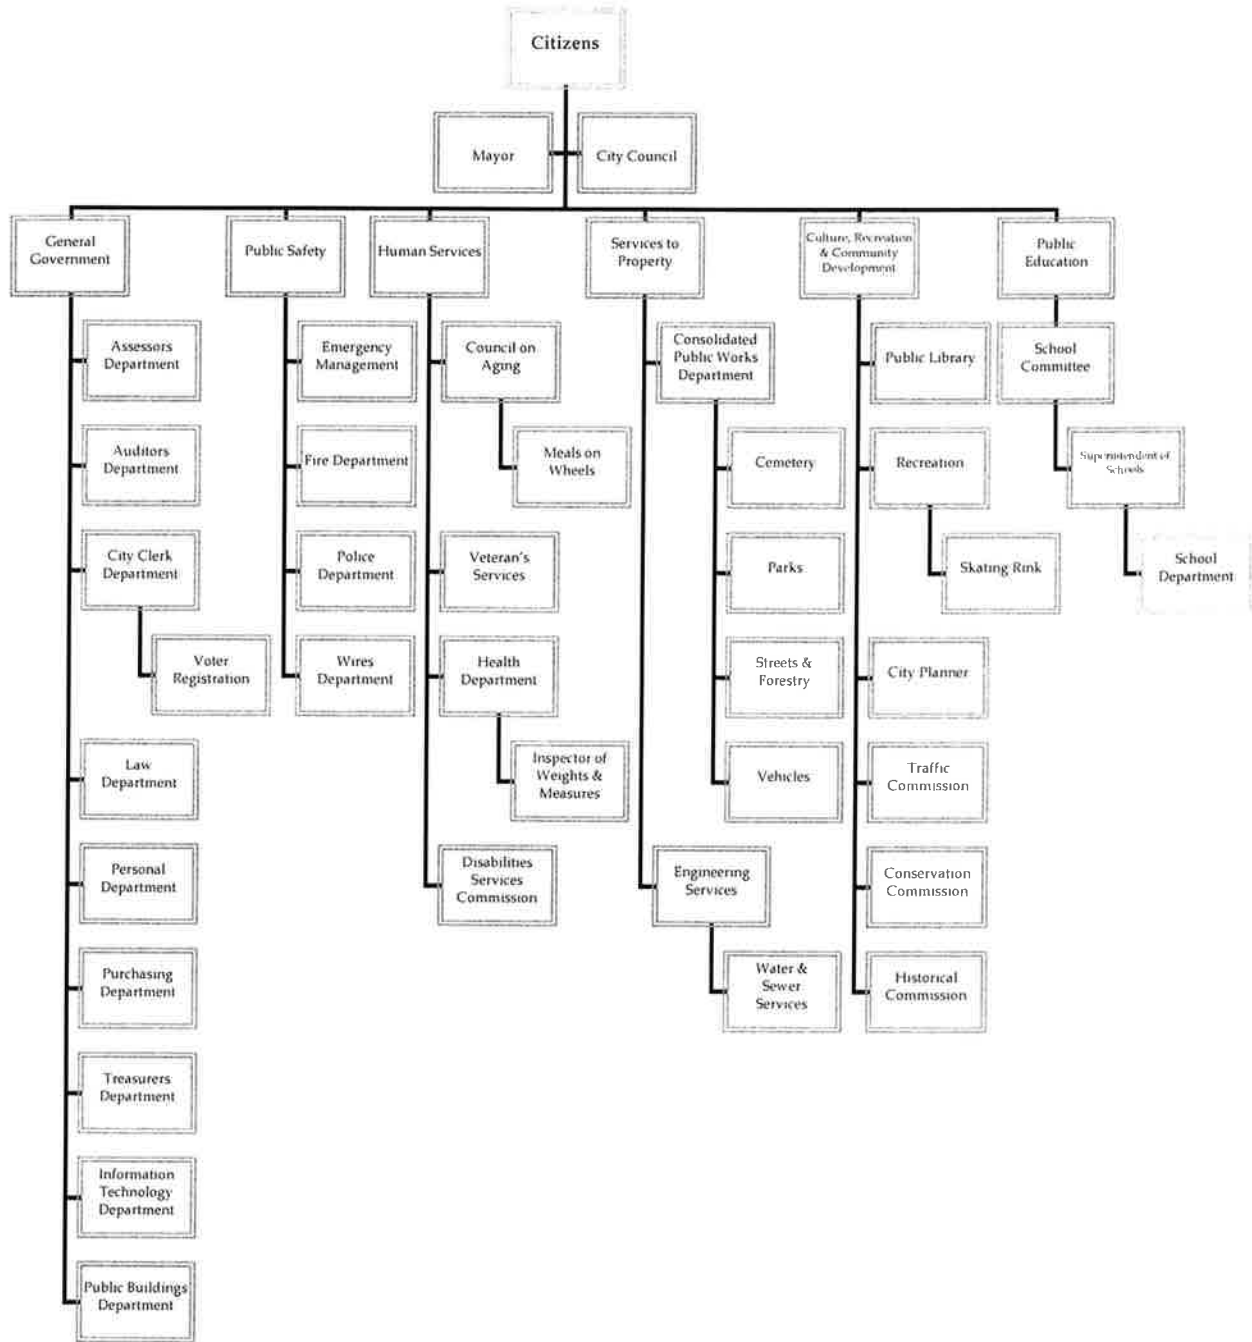 Citizens
Mayor
City Council
General
Government
Public Safety
Human Services
Services to
Property
Culture, Recreation
& Community
Development
Public
Education
Assessors
Department
Emergency
Management
Council on
Aging
Consolidated
Public Works
Department
Public Library
School
Committee
Auditors
Department
Fire Department
Meals on
Wheels
Cemetery
Recreation
Superintendent of
Schools
City Clerk
Department
Police
Department
Veteran's
Services
Parks
Skating Rink
School
Department
Voter
Registration
Wires
Department
Health
Department
Streets &
Forestry
City Planner
Law
Department
Inspector of
Weights &
Measures
Vehicles
Traffic
Commission
Personal
Department
Disabilities
Services
Commission
Engineering
Services
Conservation
Commission
Purchasing
Department
Water &
Sewer
Services
Historical
Commission
Treasurers
Department
Information
Technology
Department
Public Buildings
Department